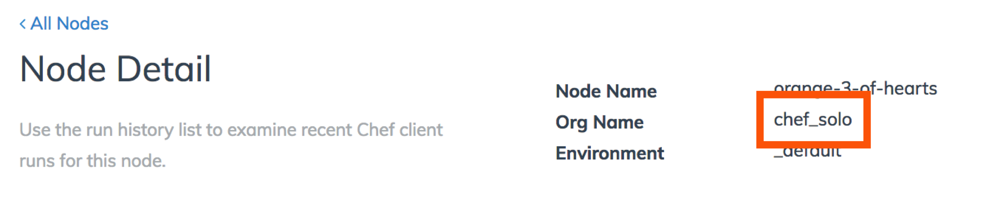 ‹ All Nodes
Node Detail
Use the run history list to examine recent Chef client
runs for this node.
Node Name orange-3-of-hearts
Org Name chef_solo
Environment _default